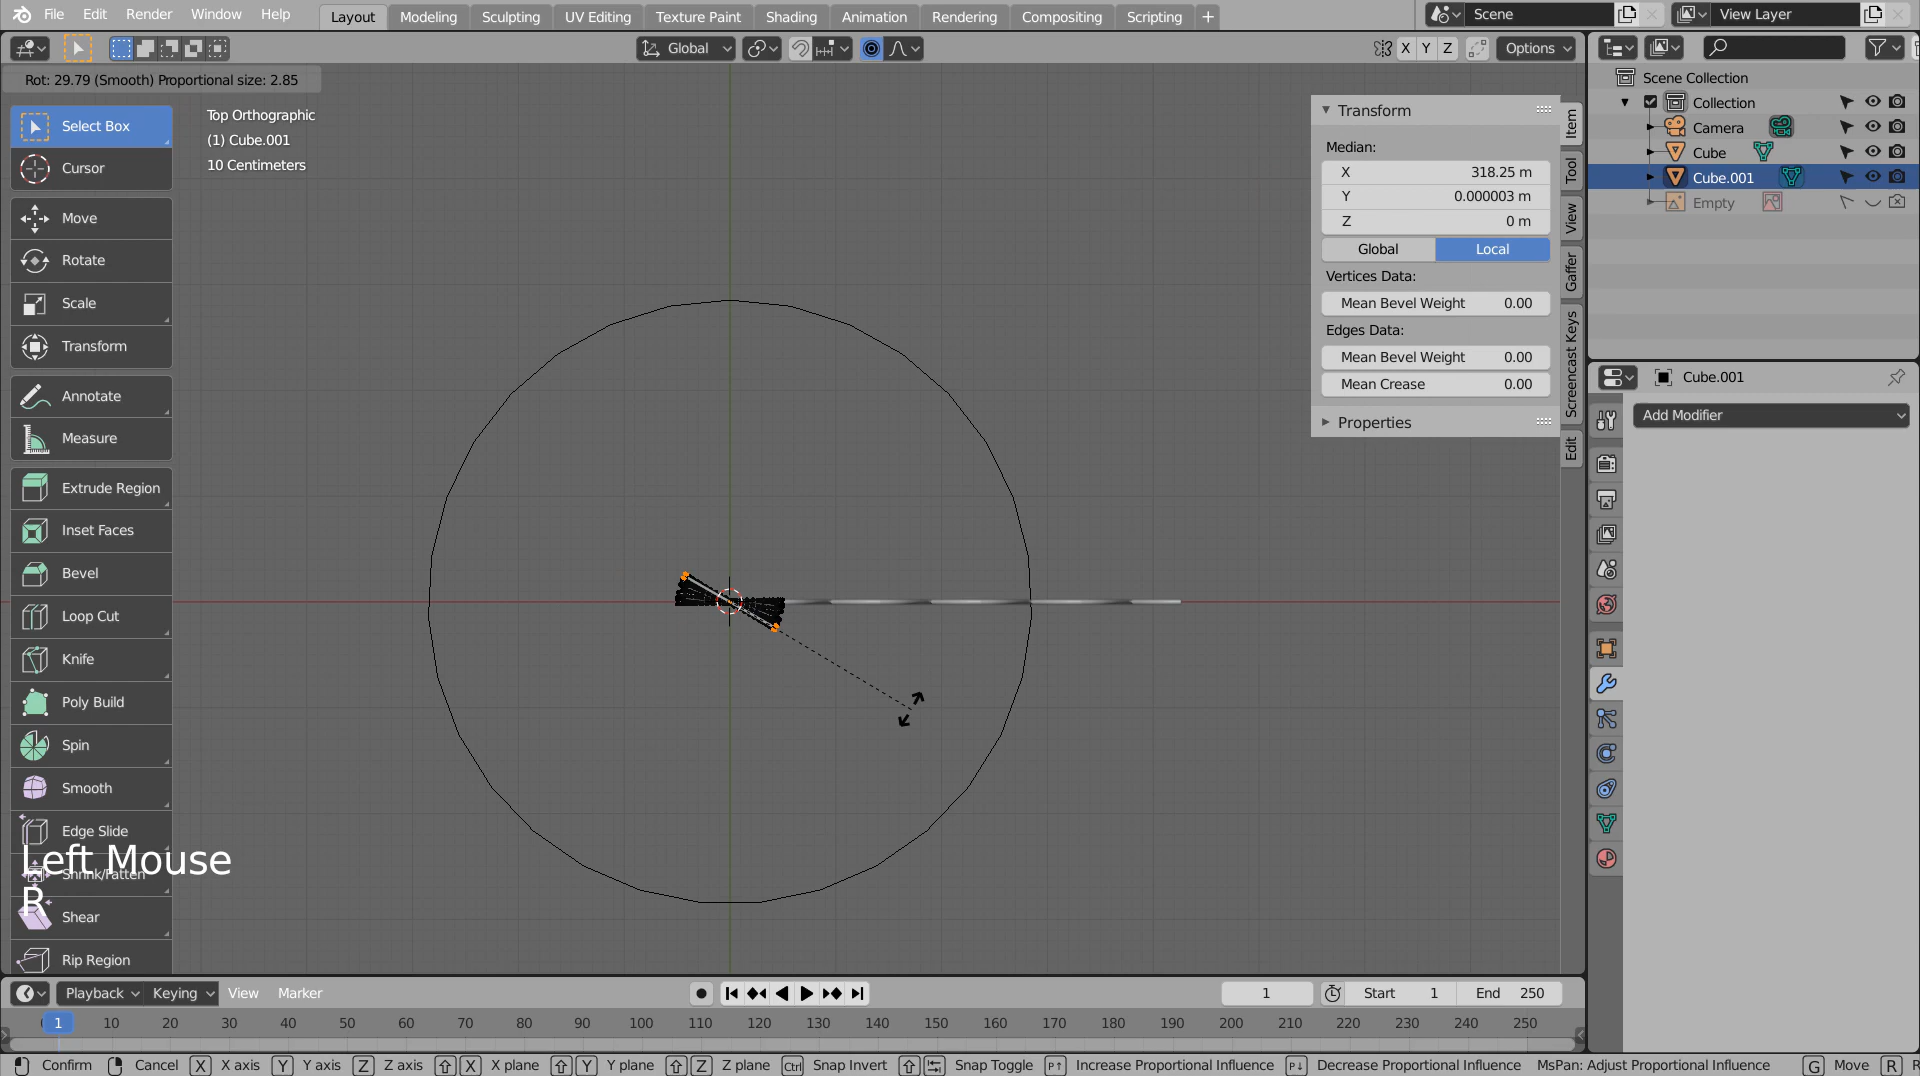 File Edit Render Window Help Layout Modeling Sculpting UV Editing Texture Paint Shading Animation Rendering Compositing Scripting + Scene View Layer
Global X Y Z Options
Rot: 29.79 (Smooth) Proportional size: 2.85
Top Orthographic
(1) Cube.001
10 Centimeters
Select Box
Cursor
Move
Rotate
Scale
Transform
Annotate
Measure
Extrude Region
Inset Faces
Bevel
Loop Cut
Knife
Poly Build
Spin
Smooth
Edge Slide
Shrink/Fatten
Shear
Rip Region
Left Mouse
R
Transform
Median:
X 318.25 m
Y 0.000003 m
Z 0 m
Global Local
Vertices Data:
Mean Bevel Weight 0.00
Edges Data:
Mean Bevel Weight 0.00
Mean Crease 0.00
Properties
Item
Tool
View
Gaffer
Screencast Keys
Edit
Scene Collection
Collection
Camera
Cube
Cube.001
Empty
Cube.001
Add Modifier
Playback Keying View Marker 1 Start 1 End 250
1 10 20 30 40 50 60 70 80 90 100 110 120 130 140 150 160 170 180 190 200 210 220 230 240 250
Confirm Cancel X X axis Y Y axis Z Z axis X X plane Y Y plane Z Z plane Ctrl Snap Invert Snap Toggle P↑ Increase Proportional Influence P↓ Decrease Proportional Influence MsPan: Adjust Proportional Influence G Move R